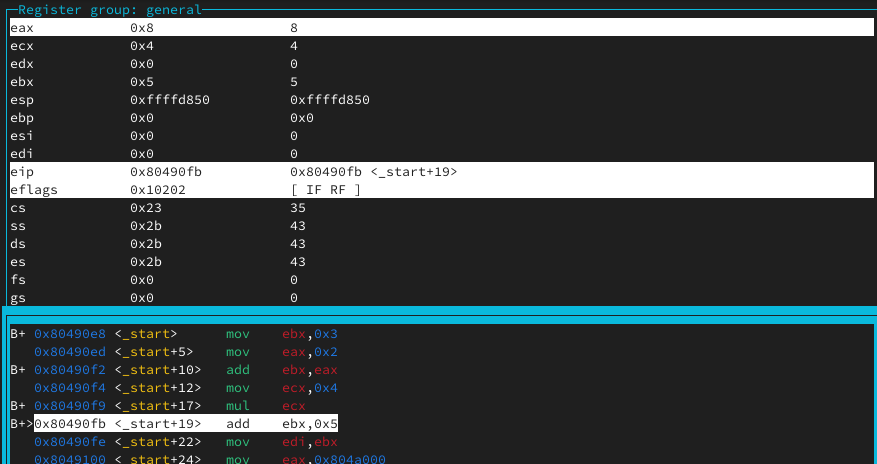 Register group: general
eax 0x8 8
ecx 0x4 4
edx 0x0 0
ebx 0x5 5
esp 0xffffd850 0xffffd850
ebp 0x0 0x0
esi 0x0 0
edi 0x0 0
eip 0x80490fb 0x80490fb <_start+19>
eflags 0x10202 [ IF RF ]
cs 0x23 35
ss 0x2b 43
ds 0x2b 43
es 0x2b 43
fs 0x0 0
gs 0x0 0
B+ 0x80490e8 <_start> mov ebx,0x3
0x80490ed <_start+5> mov eax,0x2
B+ 0x80490f2 <_start+10> add ebx,eax
0x80490f4 <_start+12> mov ecx,0x4
B+ 0x80490f9 <_start+17> mul ecx
B+>0x80490fb <_start+19> add ebx,0x5
0x80490fe <_start+22> mov edi,ebx
0x8049100 <_start+24> mov eax,0x804a000